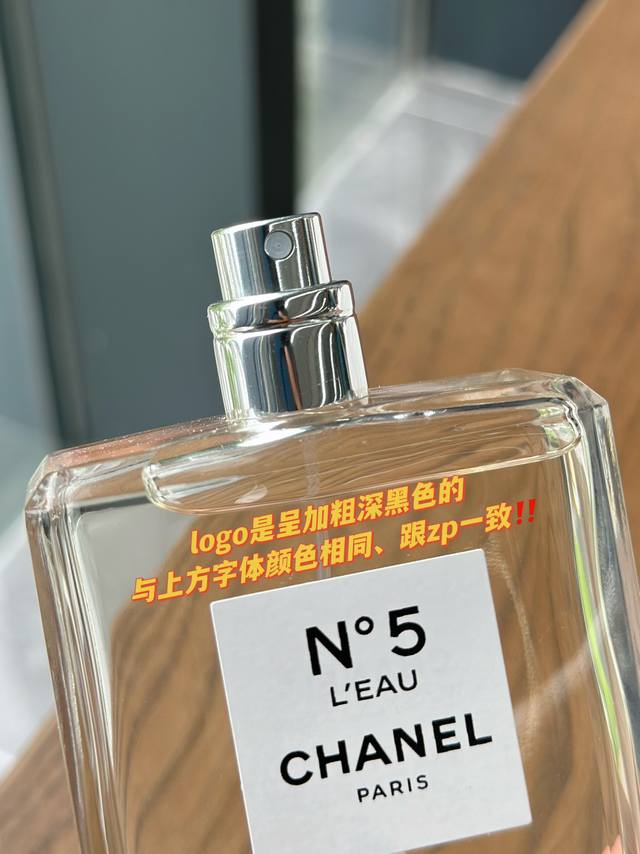 logo是呈加粗深黑色的
与上方字体颜色相同、跟zp一致‼️
N°5
L'EAU
CHANEL
PARIS